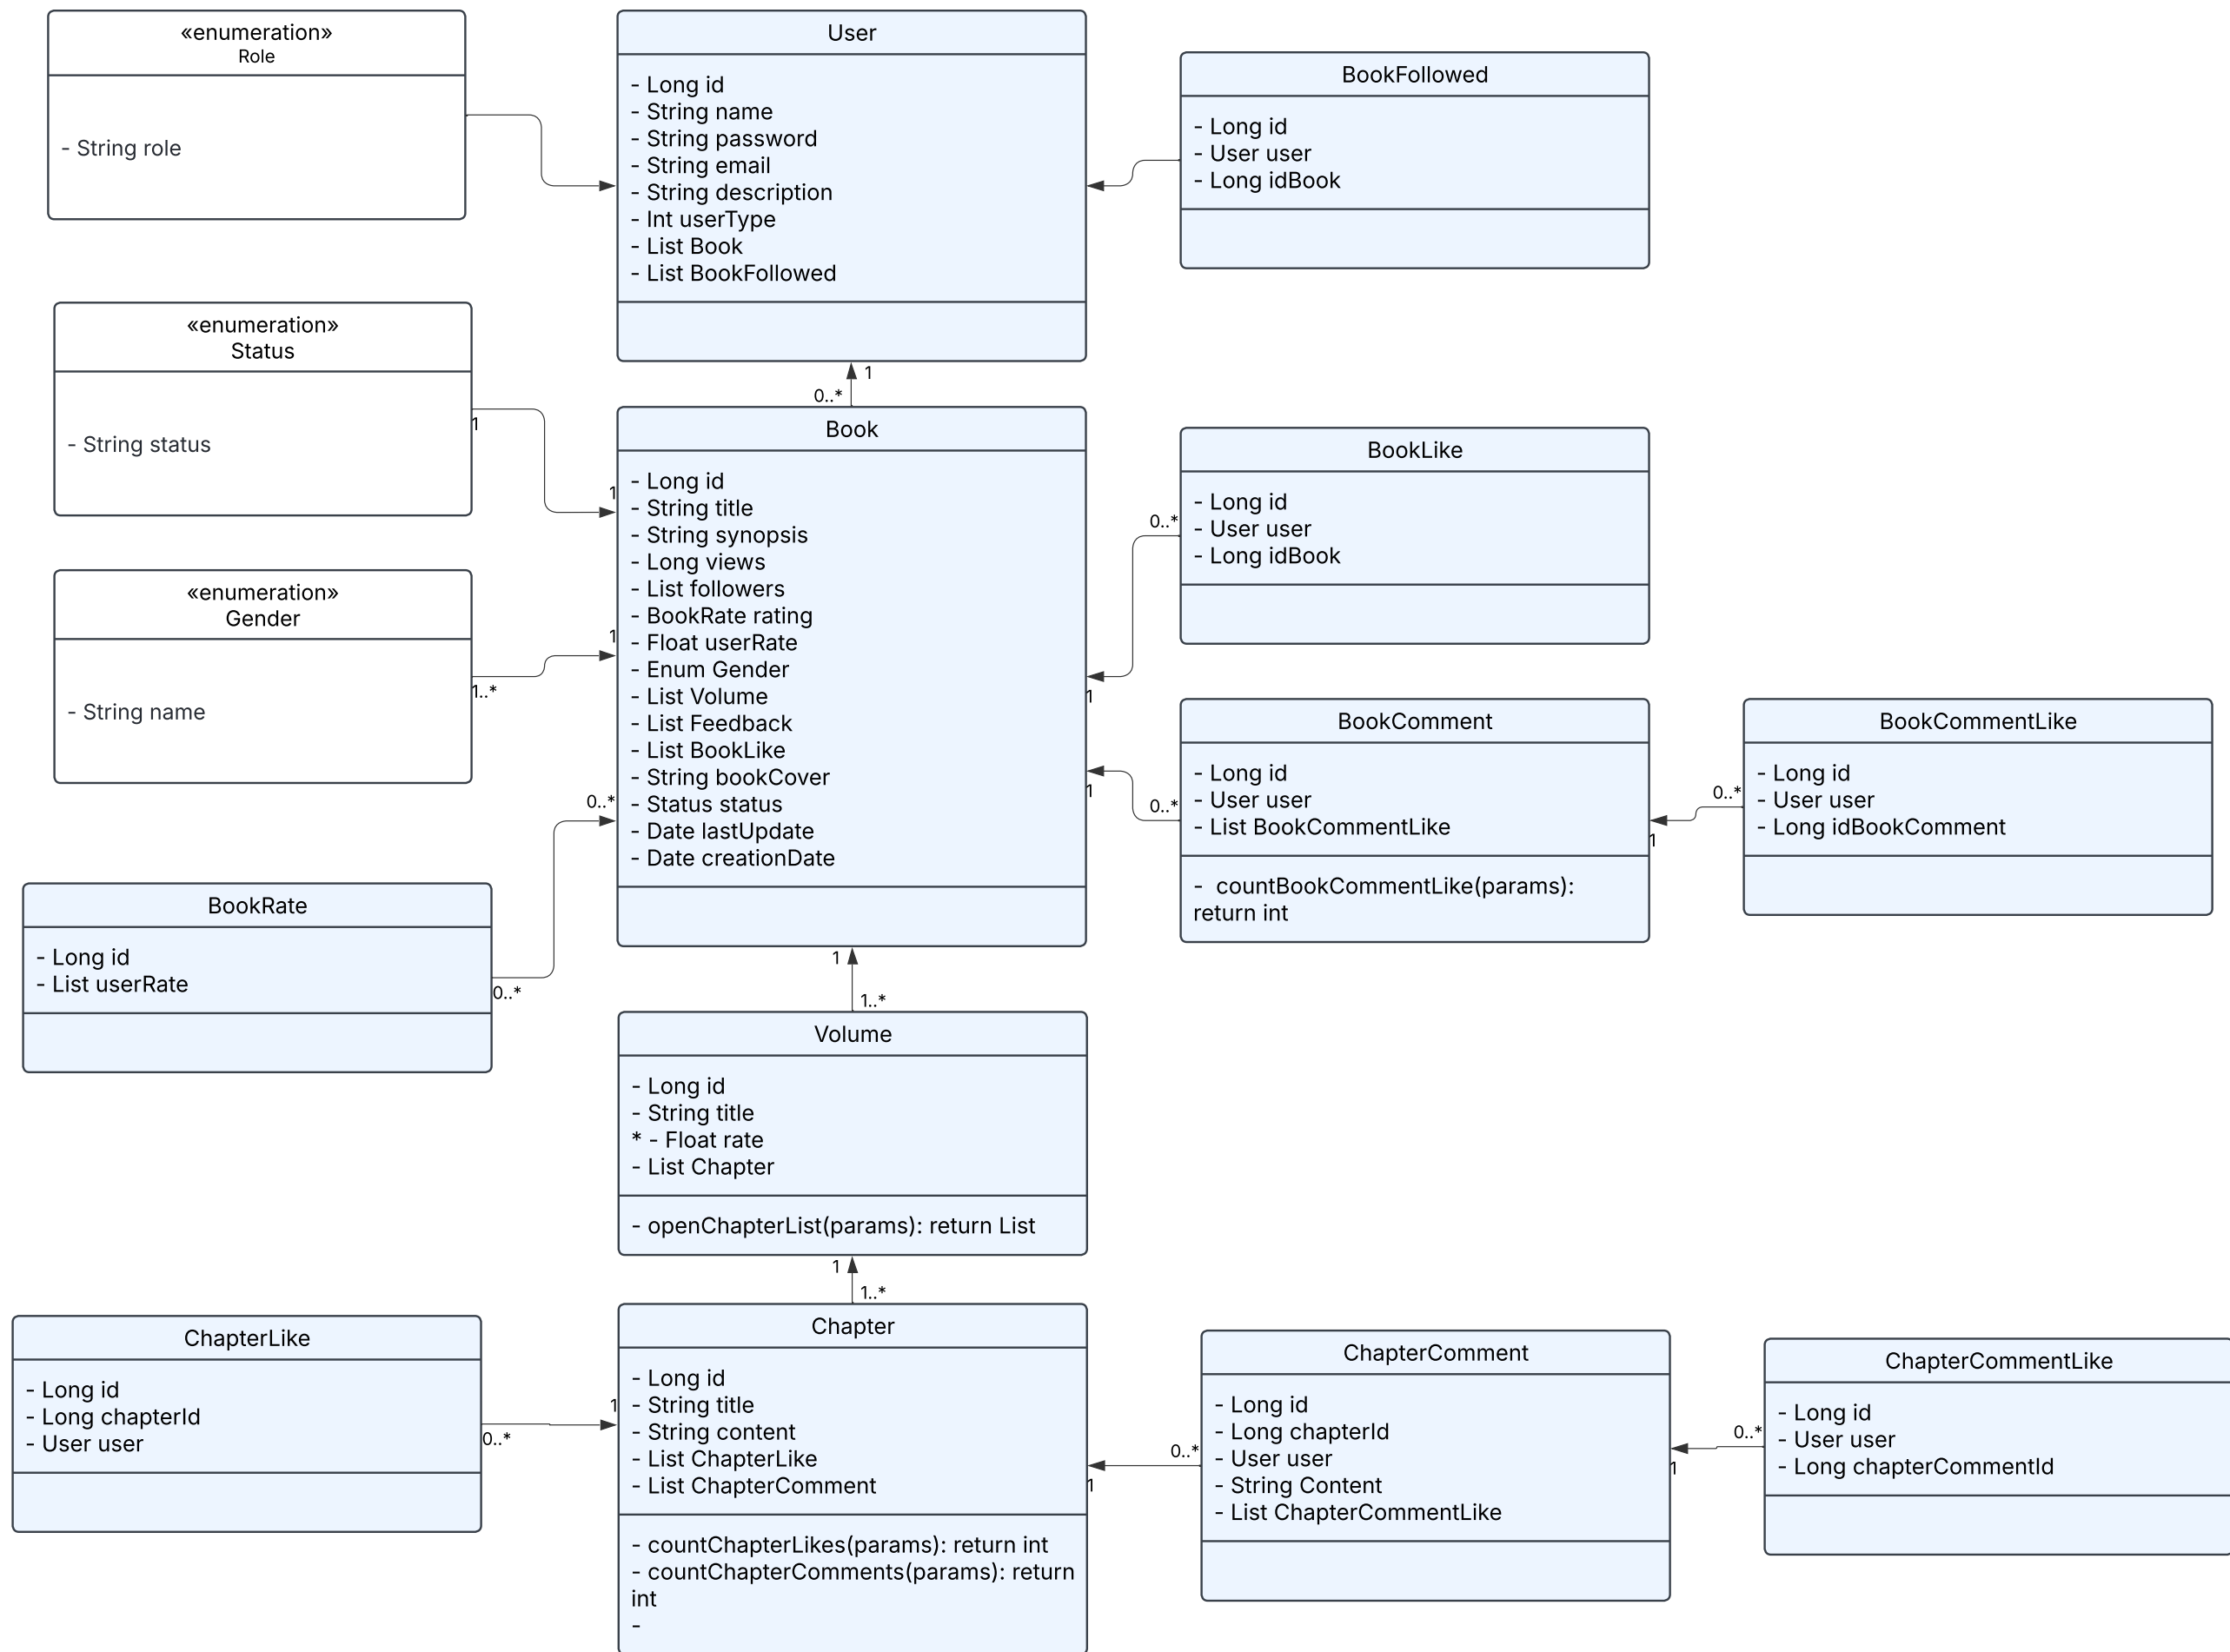 «enumeration»
Role
- String role
User
- Long id
- String name
- String password
- String email
- String description
- Int userType
- List Book
- List BookFollowed
BookFollowed
- Long id
- User user
- Long idBook
«enumeration»
Status
- String status
1
1
1
0..*
Book
- Long id
- String title
- String synopsis
- Long views
- List followers
- BookRate rating
- Float userRate
- Enum Gender
- List Volume
- List Feedback
- List BookLike
- String bookCover
- Status status
- Date lastUpdate
- Date creationDate
BookLike
- Long id
- User user
- Long idBook
0..*
1
«enumeration»
Gender
- String name
1..*
1
BookComment
- Long id
- User user
- List BookCommentLike
- countBookCommentLike(params):
return int
0..*
1
BookCommentLike
- Long id
- User user
- Long idBookComment
0..*
1
BookRate
- Long id
- List userRate
0..*
0..*
1
1..*
Volume
- Long id
- String title
* - Float rate
- List Chapter
- openChapterList(params): return List
1
1..*
ChapterLike
- Long id
- Long chapterId
- User user
0..*
1
Chapter
- Long id
- String title
- String content
- List ChapterLike
- List ChapterComment
- countChapterLikes(params): return int
- countChapterComments(params): return
int
-
ChapterComment
- Long id
- Long chapterId
- User user
- String Content
- List ChapterCommentLike
0..*
1
ChapterCommentLike
- Long id
- User user
- Long chapterCommentId
0..*
1